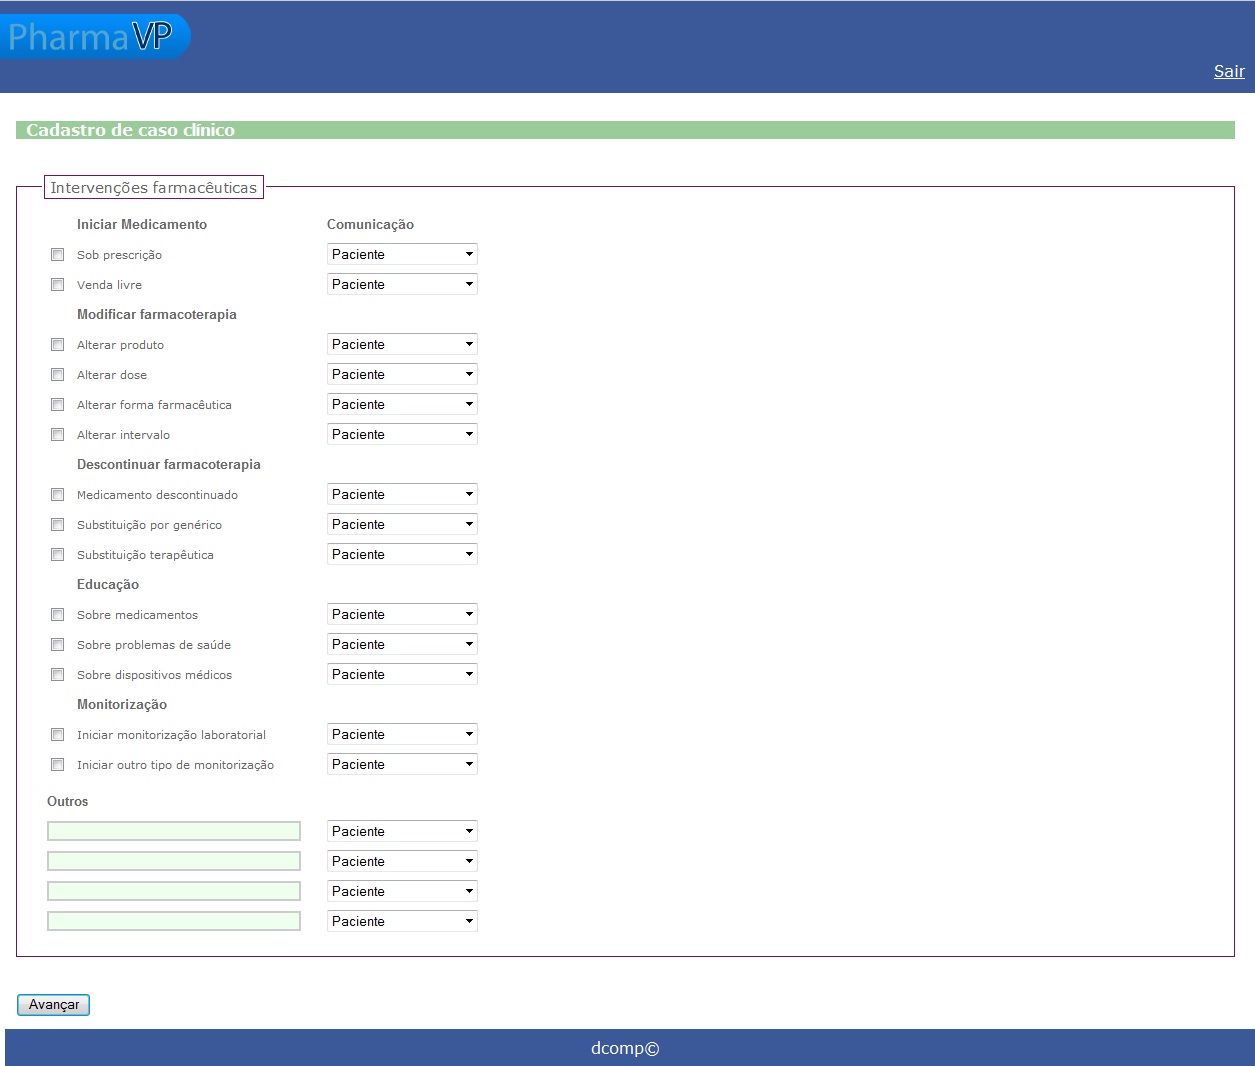 PharmaVP
Sair
Cadastro de caso clínico
Intervenções farmacêuticas
Iniciar Medicamento Comunicação
Sob prescrição Paciente
Venda livre Paciente
Modificar farmacoterapia
Alterar produto Paciente
Alterar dose Paciente
Alterar forma farmacêutica Paciente
Alterar intervalo Paciente
Descontinuar farmacoterapia
Medicamento descontinuado Paciente
Substituição por genérico Paciente
Substituição terapêutica Paciente
Educação
Sobre medicamentos Paciente
Sobre problemas de saúde Paciente
Sobre dispositivos médicos Paciente
Monitorização
Iniciar monitorização laboratorial Paciente
Iniciar outro tipo de monitorização Paciente
Outros
Paciente
Paciente
Paciente
Paciente
Avançar
dcomp©